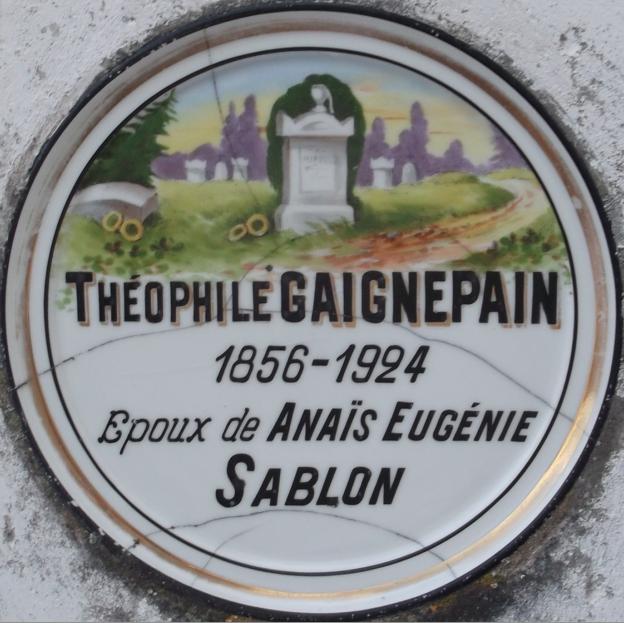 THÉOPHILE GAIGNEPAIN
1856-1924
Epoux de ANAÏS EUGÉNIE
SABLON